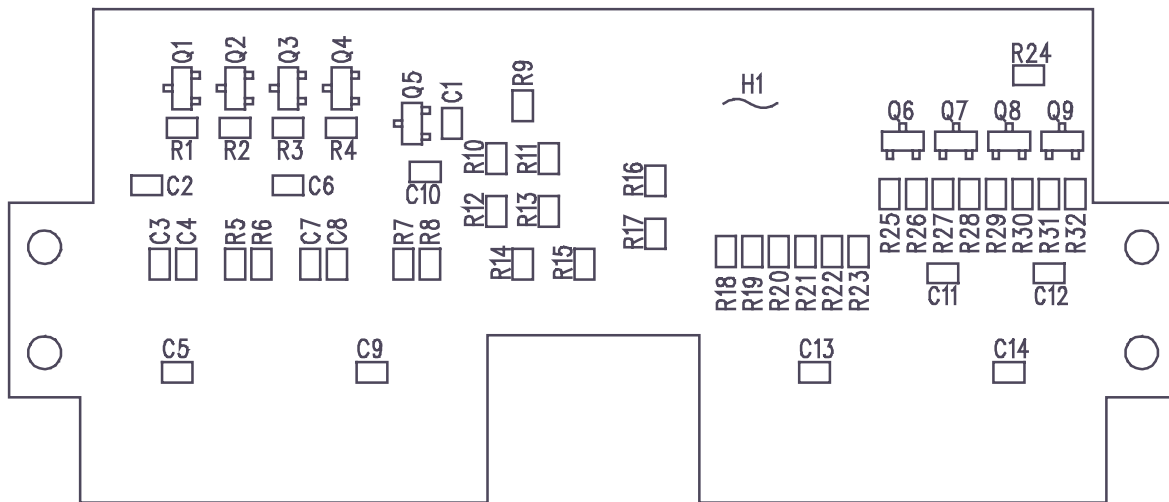 Q1 Q2 Q3 Q4 Q5 C1 R9 H1 R24
Q6 Q7 Q8 Q9
R1 R2 R3 R4 R10 R11
C2 C6 C10 R16
R12 R13 R17
R25 R26 R27 R28 R29 R30 R31 R32
C3 C4 R5 R6 C7 C8 R7 R8 R14 R15
R18 R19 R20 R21 R22 R23 C11 C12
C5 C9 C13 C14